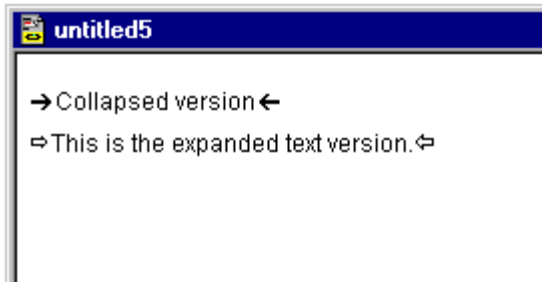 untitled5
➔Collapsed version🡰
⇨This is the expanded text version.⇦